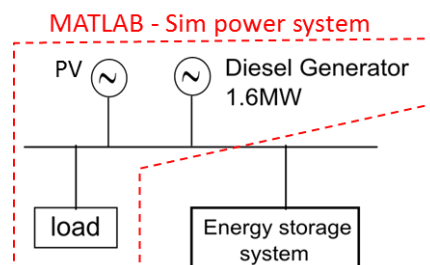 MATLAB - Sim power system
PV
~
~
Diesel Generator
1.6MW
load
Energy storage
system